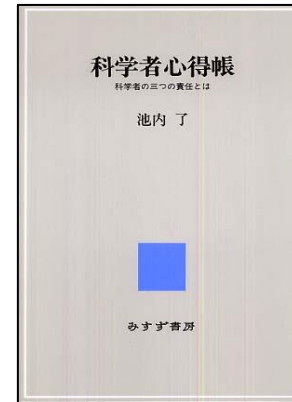 科学者心得帳
科学者の三つの責任とは
池内 了
みすず書房